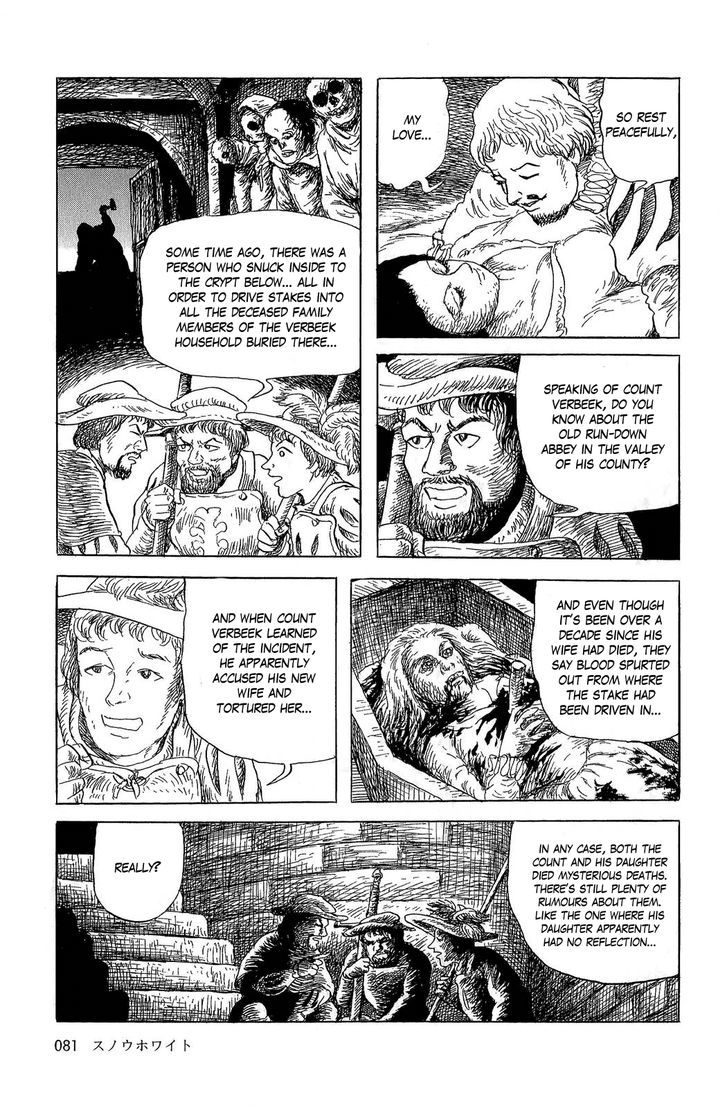 SO REST
PEACEFULLY,
MY
LOVE...
SPEAKING OF COUNT
VERBEEK, DO YOU
KNOW ABOUT THE
OLD RUN-DOWN
ABBEY IN THE VALLEY
OF HIS COUNTY?
SOME TIME AGO, THERE WAS A
PERSON WHO SNUCK INSIDE TO
THE CRYPT BELOW... ALL IN
ORDER TO DRIVE STAKES INTO
ALL THE DECEASED FAMILY
MEMBERS OF THE VERBEEK
HOUSEHOLD BURIED THERE...
AND EVEN THOUGH
IT'S BEEN OVER A
DECADE SINCE HIS
WIFE HAD DIED, THEY
SAY BLOOD SPURTED
OUT FROM WHERE
THE STAKE HAD
BEEN DRIVEN IN...
AND WHEN COUNT
VERBEEK LEARNED
OF THE INCIDENT,
HE APPARENTLY
ACCUSED HIS NEW
WIFE AND
TORTURED HER...
IN ANY CASE, BOTH THE
COUNT AND HIS DAUGHTER
DIED MYSTERIOUS DEATHS.
THERE'S STILL PLENTY OF
RUMOURS ABOUT THEM.
LIKE THE ONE WHERE HIS
DAUGHTER APPARENTLY
HAD NO REFLECTION...
REALLY?
081 スノウホワイト